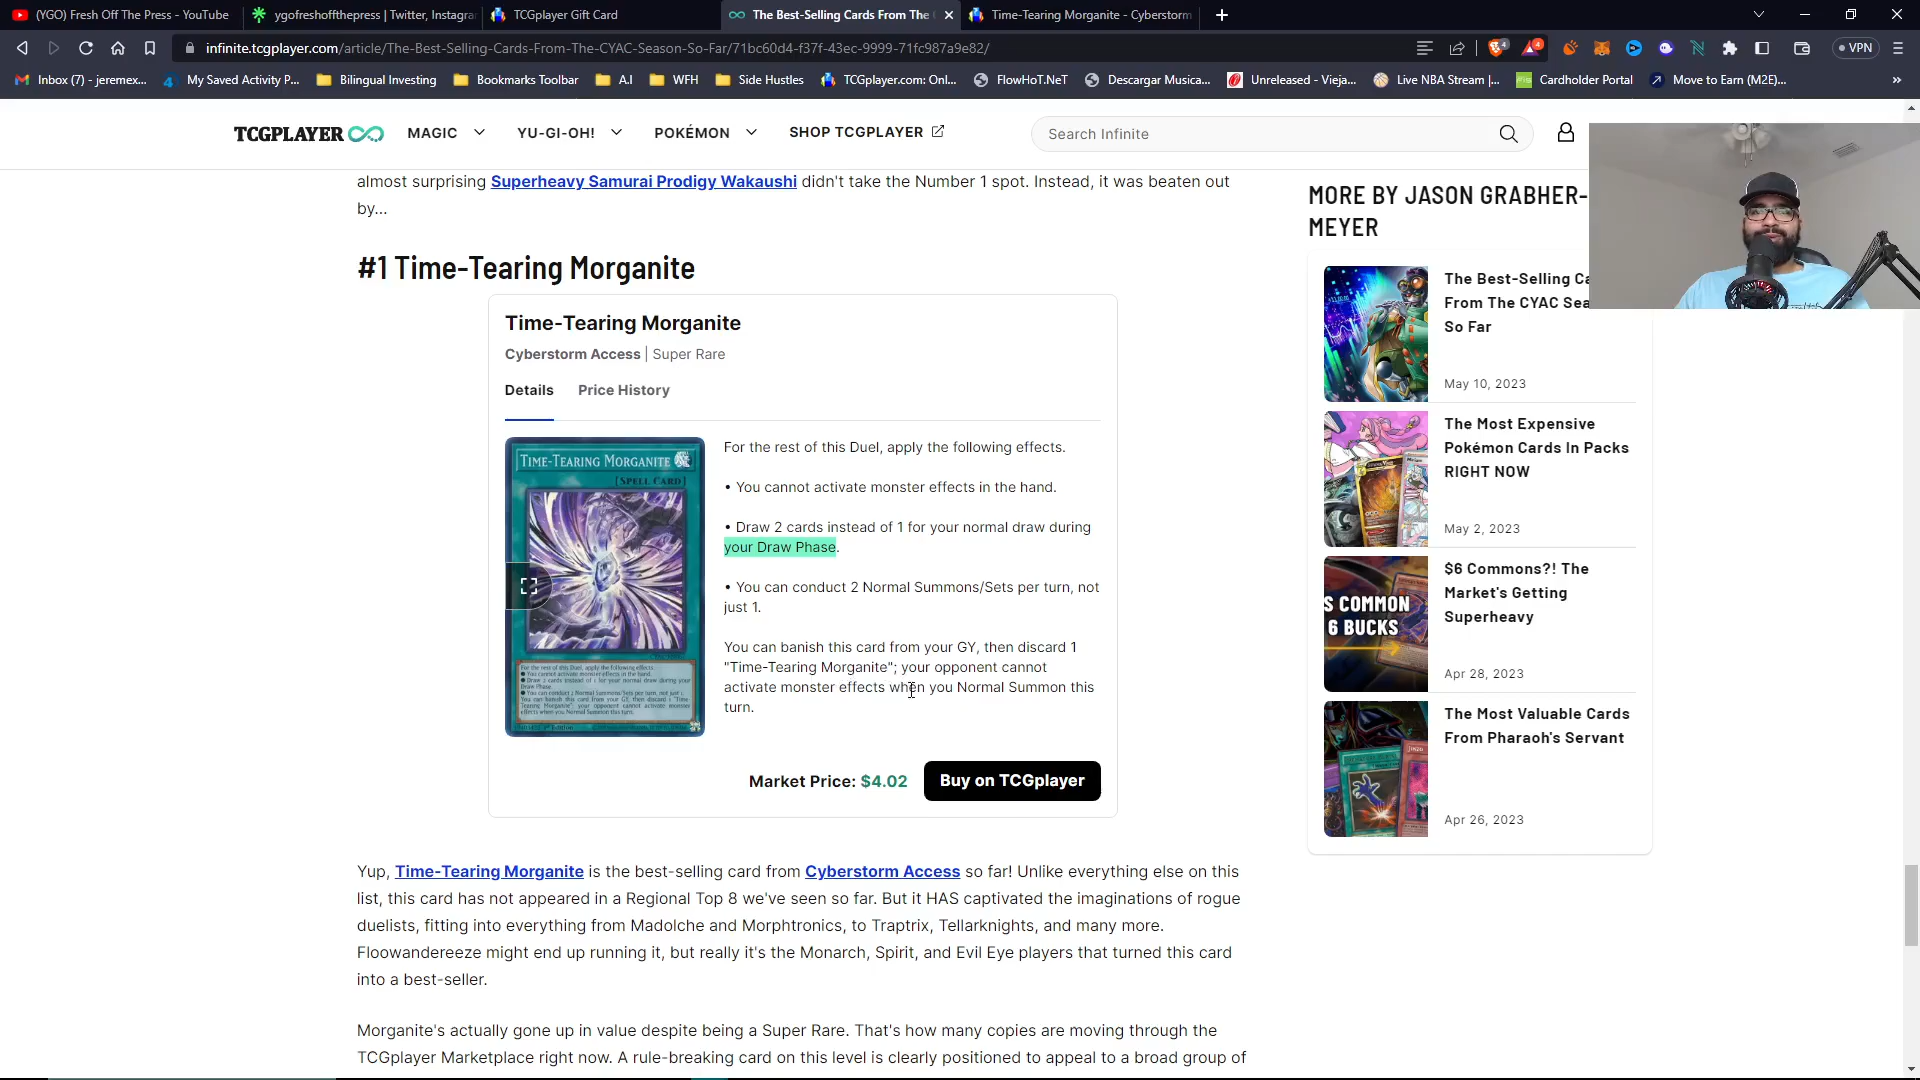 (YGO) Fresh Off The Press - YouTube
ygofreshoffthepress | Twitter, Instagra
TCGplayer Gift Card
The Best-Selling Cards From The
Time-Tearing Morganite - Cyberstorm
infinite.tcgplayer.com/article/The-Best-Selling-Cards-From-The-CYAC-Season-So-Far/71bc60d4-f37f-43ec-9999-71fc987a9e82/
VPN
Inbox (7) - jeremex...
My Saved Activity P...
Bilingual Investing
Bookmarks Toolbar
A.I
WFH
Side Hustles
TCGplayer.com: Onl...
FlowHoT.NeT
Descargar Musica...
Unreleased - Vieja...
Live NBA Stream |...
Cardholder Portal
Move to Earn (M2E)...
TCGPLAYER
MAGIC
YU-GI-OH!
POKÉMON
SHOP TCGPLAYER
Search Infinite
almost surprising Superheavy Samurai Prodigy Wakaushi didn't take the Number 1 spot. Instead, it was beaten out
by...
#1 Time-Tearing Morganite
Time-Tearing Morganite
Cyberstorm Access | Super Rare
Details
Price History
TIME-TEARING MORGANITE
[SPELL CARD]
For the rest of this Duel, apply the following effects.
• You cannot activate monster effects in the hand.
• Draw 2 cards instead of 1 for your normal draw during
your Draw Phase.
• You can conduct 2 Normal Summons/Sets per turn, not
just 1.
You can banish this card from your GY, then discard 1
"Time-Tearing Morganite"; your opponent cannot
activate monster effects when you Normal Summon this
turn.
Market Price: $4.02
Buy on TCGplayer
Yup, Time-Tearing Morganite is the best-selling card from Cyberstorm Access so far! Unlike everything else on this
list, this card has not appeared in a Regional Top 8 we've seen so far. But it HAS captivated the imaginations of rogue
duelists, fitting into everything from Madolche and Morphtronics, to Traptrix, Tellarknights, and many more.
Floowandereeze might end up running it, but really it's the Monarch, Spirit, and Evil Eye players that turned this card
into a best-seller.
Morganite's actually gone up in value despite being a Super Rare. That's how many copies are moving through the
TCGplayer Marketplace right now. A rule-breaking card on this level is clearly positioned to appeal to a broad group of
MORE BY JASON GRABHER-
MEYER
The Best-Selling Ca
From The CYAC Sea
So Far
May 10, 2023
The Most Expensive
Pokémon Cards In Packs
RIGHT NOW
May 2, 2023
S COMMON
6 BUCKS
$6 Commons?! The
Market's Getting
Superheavy
Apr 28, 2023
The Most Valuable Cards
From Pharaoh's Servant
Apr 26, 2023